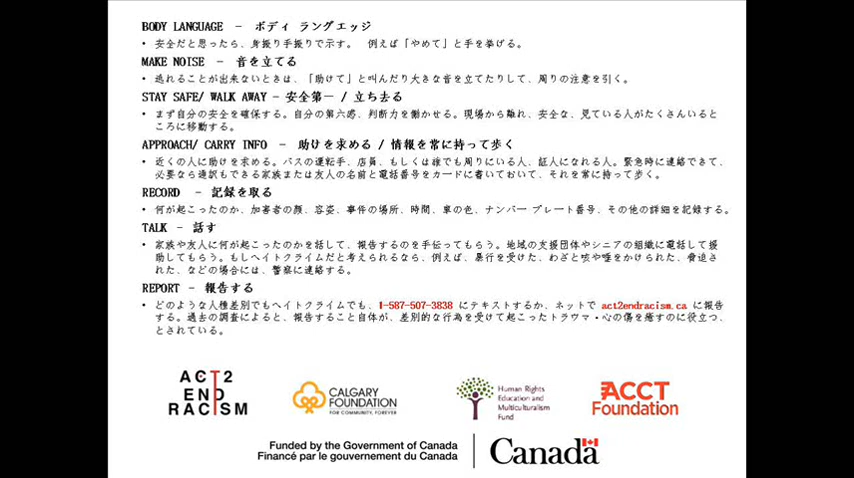 BODY LANGUAGE － ボディ ラングエッジ
• 安全だと思ったら、身振り手振りで示す。 例えば「やめて」と手を挙げる。
MAKE NOISE － 音を立てる
• 逃れることが出来ないときは、「助けて」と叫んだり大きな音を立てたりして、周りの注意を引く。
STAY SAFE/ WALK AWAY – 安全第一 / 立ち去る
• まず自分の安全を確保する。自分の第六感、判断力を働かせる。現場から離れ、安全な、見ている人がたくさんいると
ころに移動する。
APPROACH/ CARRY INFO － 助けを求める / 情報を常に持って歩く
• 近くの人に助けを求める。バスの運転手、店員、もしくは誰でも周りにいる人、証人になれる人。緊急時に連絡できて、
必要なら通訳もできる家族または友人の名前と電話番号をカードに書いておいて、それを常に持って歩く。
RECORD － 記録を取る
• 何が起こったのか、加害者の顔、容姿、事件の場所、時間、車の色、ナンバー プレート番号、その他の詳細を記録する。
TALK － 話す
• 家族や友人に何が起こったのかを話して、報告するのを手伝ってもらう。地域の支援団体やシニアの組織に電話して援
助してもらう。もしヘイトクライムだと考えられるなら、例えば、暴行を受けた、わざと咳や唾をかけられた、脅迫さ
れた、などの場合には、警察に連絡する。
REPORT － 報告する
• どのような人種差別でもヘイトクライムでも、1-587-507-3838 にテキストするか、ネットで act2endracism.ca に報告
する。過去の調査によると、報告すること自体が、差別的な行為を受けて起こったトラウマ・心の傷を癒すのに役立つ、
とされている。
ACT2
END
RACISM
CALGARY
FOUNDATION
FOR COMMUNITY, FOREVER
Human Rights
Education and
Multiculturalism
Fund
ACCT
Foundation
Funded by the Government of Canada
Financé par le gouvernement du Canada
Canada